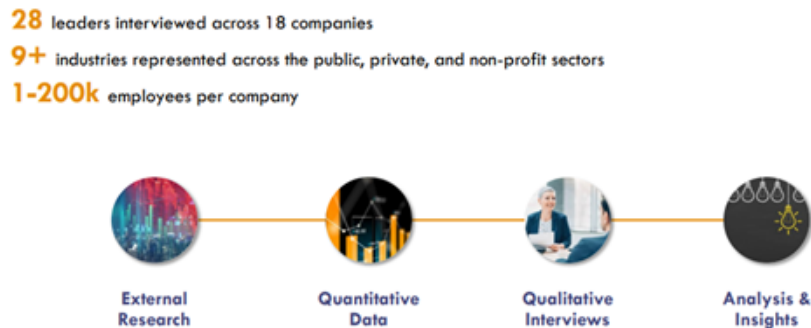 28 leaders interviewed across 18 companies
9+ industries represented across the public, private, and non-profit sectors
1-200k employees per company
External
Research
Quantitative
Data
Qualitative
Interviews
Analysis &
Insights